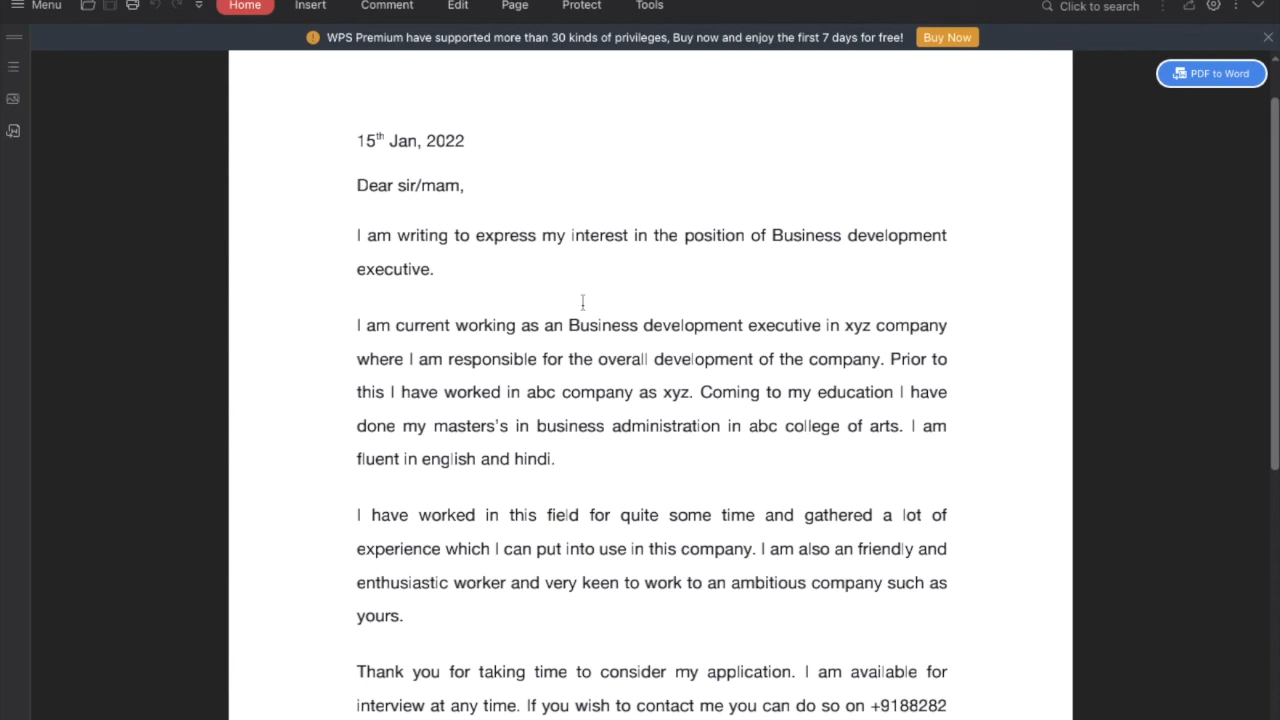 Menu
Home
Insert
Comment
Edit
Page
Protect
Tools
Click to search
WPS Premium have supported more than 30 kinds of privileges, Buy now and enjoy the first 7 days for free!
Buy Now
PDF to Word
15th Jan, 2022
Dear sir/mam,
I am writing to express my interest in the position of Business development
executive.
I am current working as an Business development executive in xyz company
where I am responsible for the overall development of the company. Prior to
this I have worked in abc company as xyz. Coming to my education I have
done my masters's in business administration in abc college of arts. I am
fluent in english and hindi.
I have worked in this field for quite some time and gathered a lot of
experience which I can put into use in this company. I am also an friendly and
enthusiastic worker and very keen to work to an ambitious company such as
yours.
Thank you for taking time to consider my application. I am available for
interview at any time. If you wish to contact me you can do so on +9188282